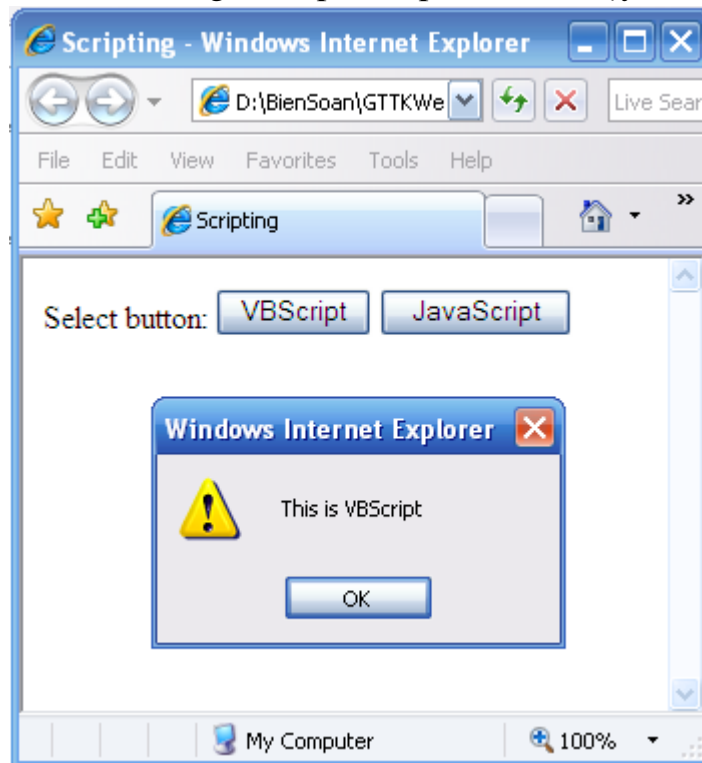 Scripting - Windows Internet Explorer
D:\BienSoan\GTTKWe
Live Sear
File Edit View Favorites Tools Help
Scripting
»
Select button: VBScript JavaScript
Windows Internet Explorer
This is VBScript
OK
My Computer 100%